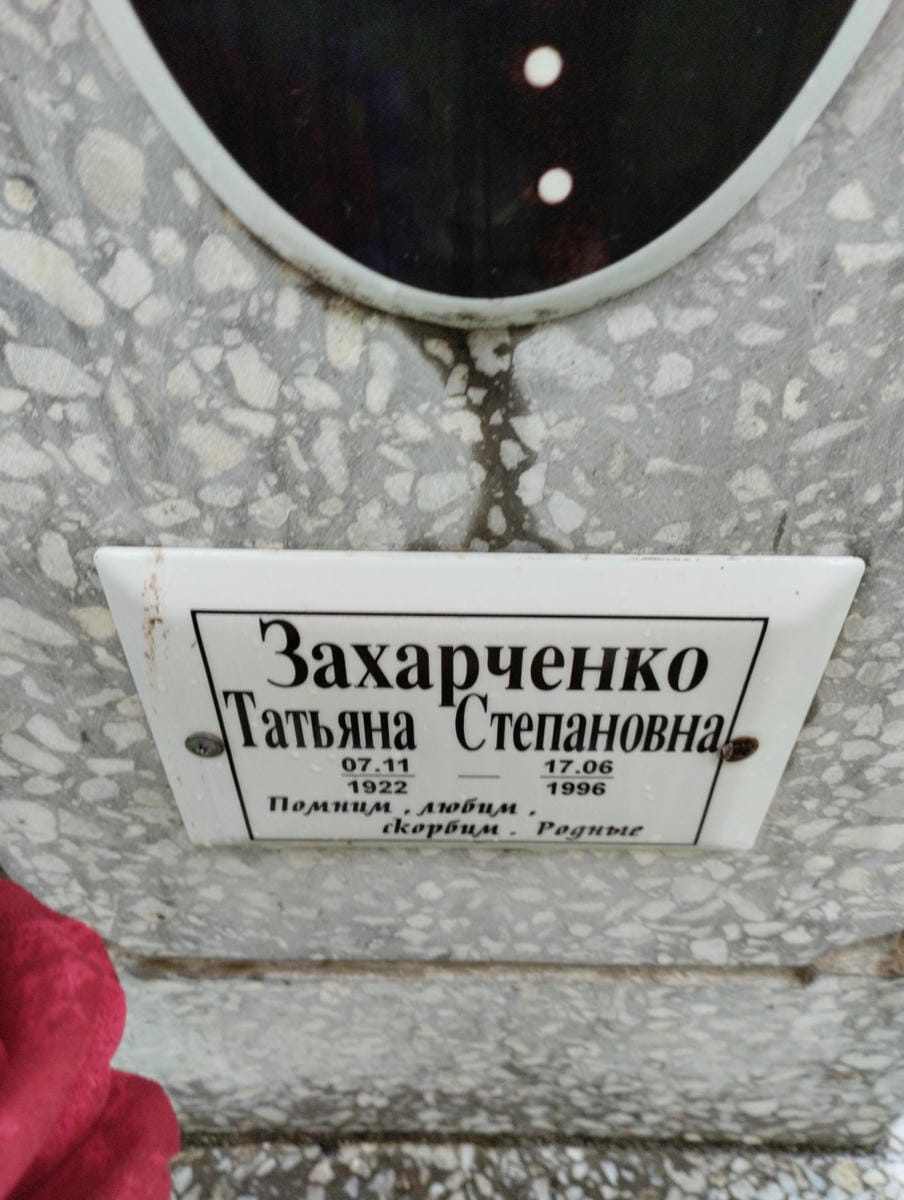 Захарченко
Татьяна Степановна
07.11 — 17.06
1922 1996
Помним, любим,
скорбим. Родные